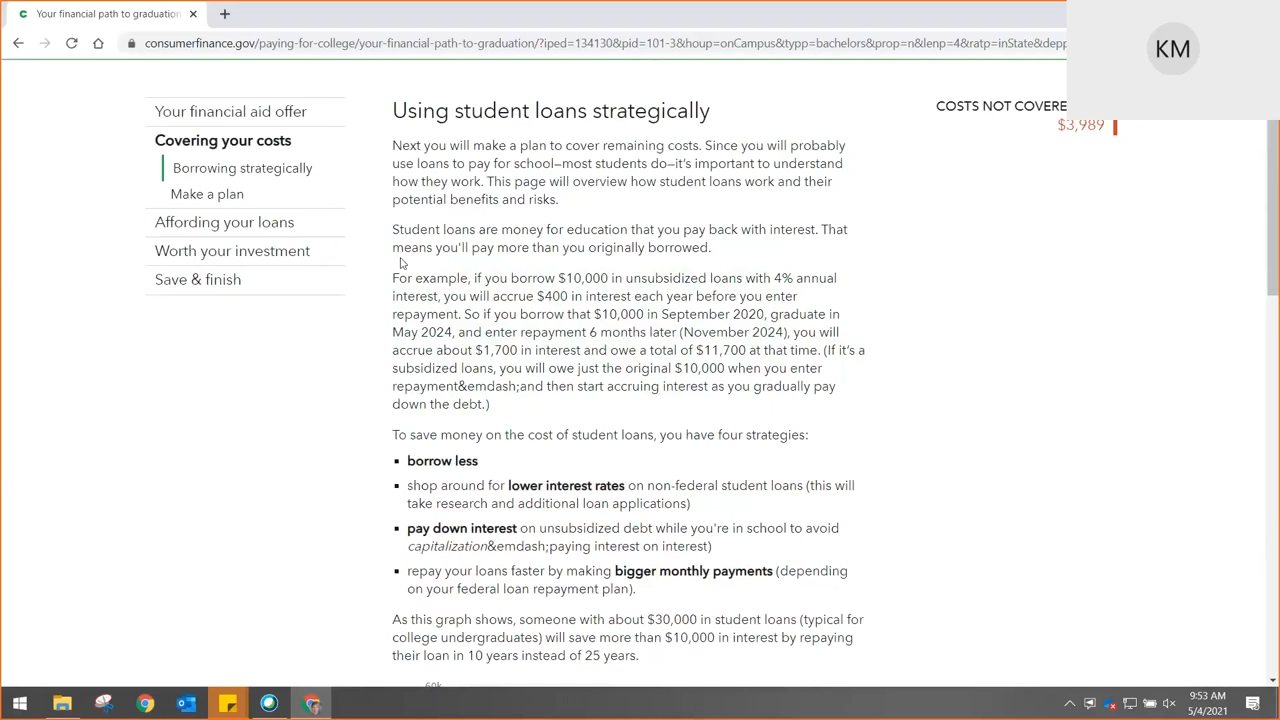 Your financial path to graduation
consumerfinance.gov/paying-for-college/your-financial-path-to-graduation/?iped=134130&pid=101-3&houp=onCampus&typp=bachelors&prop=n&lenp=4&ratp=inState&depp
KM
Your financial aid offer
Covering your costs
Borrowing strategically
Make a plan
Affording your loans
Worth your investment
Save & finish
Using student loans strategically
Next you will make a plan to cover remaining costs. Since you will probably
use loans to pay for school—most students do—it's important to understand
how they work. This page will overview how student loans work and their
potential benefits and risks.
Student loans are money for education that you pay back with interest. That
means you'll pay more than you originally borrowed.
For example, if you borrow $10,000 in unsubsidized loans with 4% annual
interest, you will accrue $400 in interest each year before you enter
repayment. So if you borrow that $10,000 in September 2020, graduate in
May 2024, and enter repayment 6 months later (November 2024), you will
accrue about $1,700 in interest and owe a total of $11,700 at that time. (If it's a
subsidized loans, you will owe just the original $10,000 when you enter
repayment&emdash;and then start accruing interest as you gradually pay
down the debt.)
To save money on the cost of student loans, you have four strategies:
▪ borrow less
▪ shop around for lower interest rates on non-federal student loans (this will
take research and additional loan applications)
▪ pay down interest on unsubsidized debt while you're in school to avoid
capitalization&emdash;paying interest on interest)
▪ repay your loans faster by making bigger monthly payments (depending
on your federal loan repayment plan).
As this graph shows, someone with about $30,000 in student loans (typical for
college undergraduates) will save more than $10,000 in interest by repaying
their loan in 10 years instead of 25 years.
60k
COSTS NOT COVERE
$3,989
9:53 AM
5/4/2021